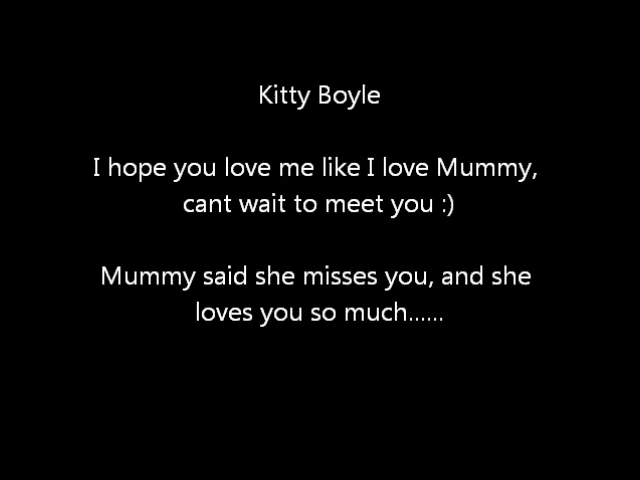 Kitty Boyle
I hope you love me like I love Mummy,
cant wait to meet you :)
Mummy said she misses you, and she
loves you so much......